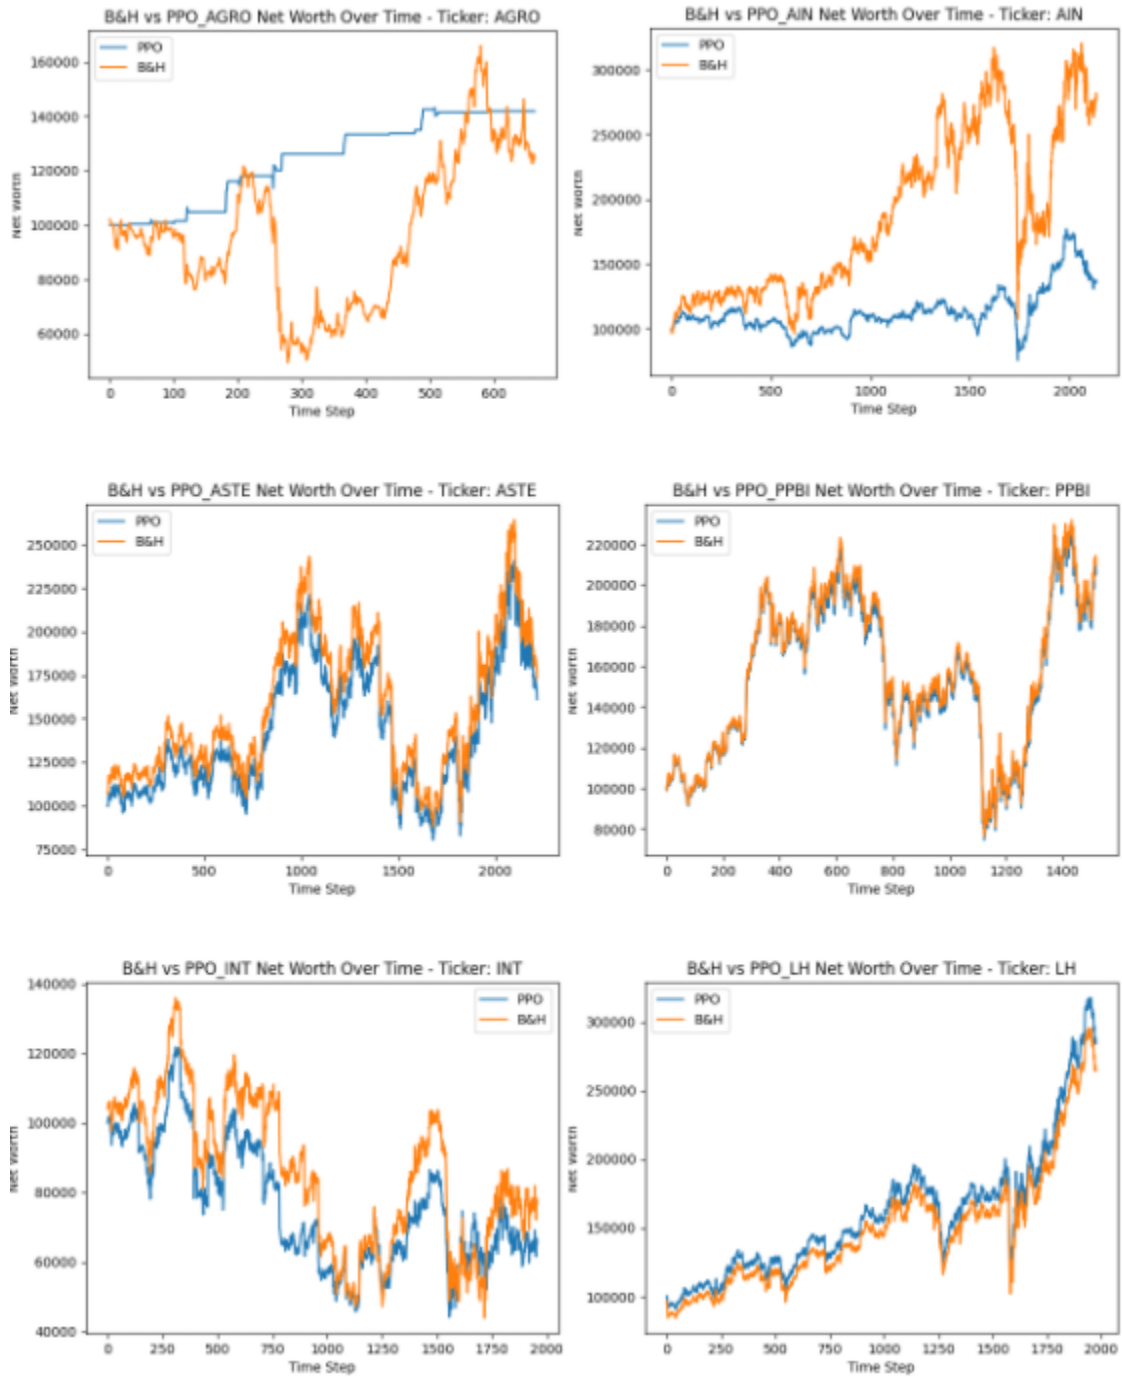 B&H vs PPO_AGRO Net Worth Over Time - Ticker: AGRO
PPO
B&H
160000
140000
120000
100000
80000
60000
Net Worth
0 100 200 300 400 500 600
Time Step
B&H vs PPO_AIN Net Worth Over Time - Ticker: AIN
PPO
B&H
300000
250000
200000
150000
100000
Net Worth
0 500 1000 1500 2000
Time Step
B&H vs PPO_ASTE Net Worth Over Time - Ticker: ASTE
PPO
B&H
250000
225000
200000
175000
150000
125000
100000
75000
Net Worth
0 500 1000 1500 2000
Time Step
B&H vs PPO_PPBI Net Worth Over Time - Ticker: PPBI
PPO
B&H
220000
200000
180000
160000
140000
120000
100000
80000
Net Worth
0 200 400 600 800 1000 1200 1400
Time Step
B&H vs PPO_INT Net Worth Over Time - Ticker: INT
PPO
B&H
140000
120000
100000
80000
60000
40000
Net Worth
0 250 500 750 1000 1250 1500 1750 2000
Time Step
B&H vs PPO_LH Net Worth Over Time - Ticker: LH
PPO
B&H
300000
250000
200000
150000
100000
Net Worth
0 250 500 750 1000 1250 1500 1750 2000
Time Step